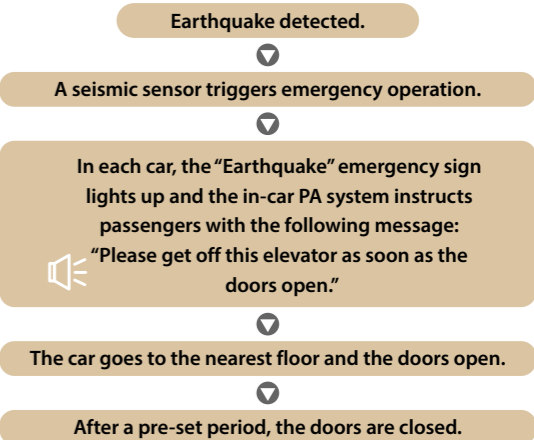 Earthquake detected.
A seismic sensor triggers emergency operation.
In each car, the “Earthquake” emergency sign
lights up and the in-car PA system instructs
passengers with the following message:
“Please get off this elevator as soon as the
doors open.”
The car goes to the nearest floor and the doors open.
After a pre-set period, the doors are closed.